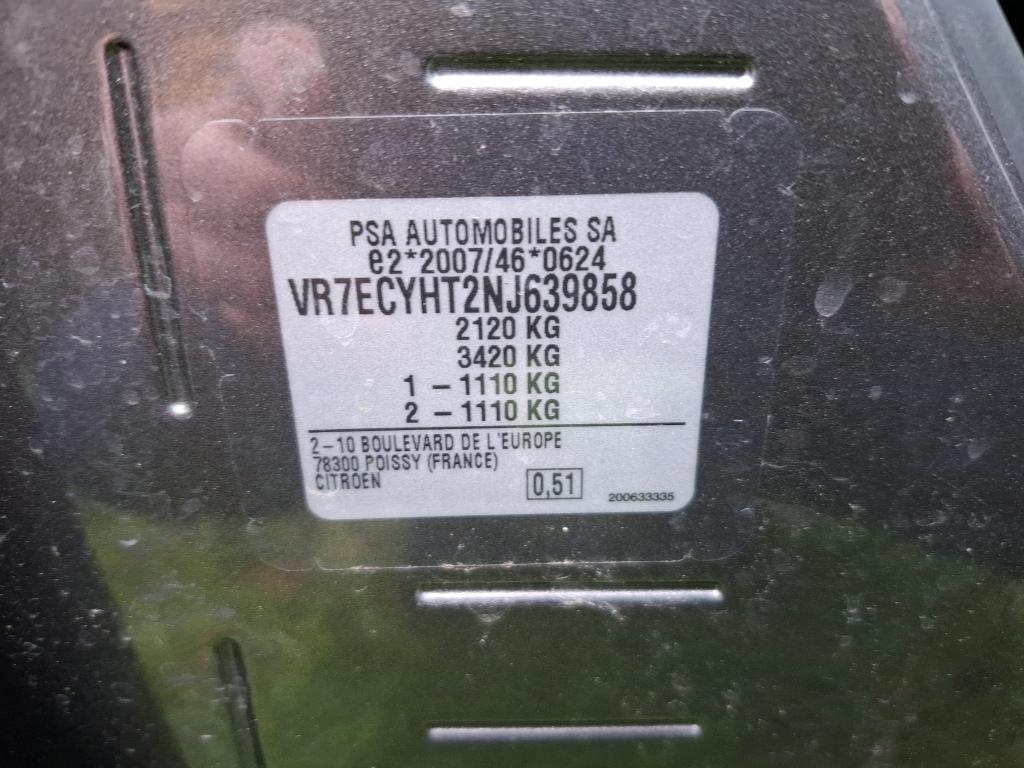 PSA AUTOMOBILES SA
e2*2007/46*0624
VR7ECYHT2NJ639858
2120 KG
3420 KG
1 – 1110 KG
2 – 1110 KG
2–10 BOULEVARD DE L'EUROPE
78300 POISSY (FRANCE)
CITROEN
0,51
200633335